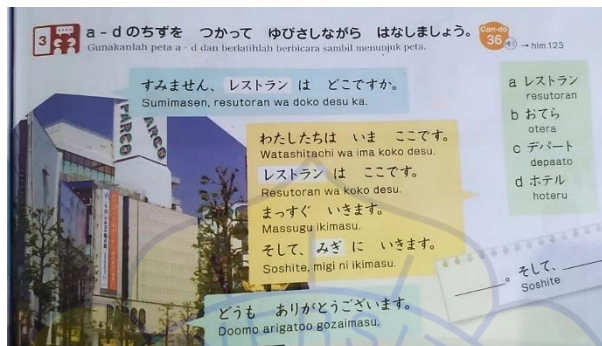 3
a - d のちずを つかって ゆびさしながら はなしましょう。
Can-do
36
→ hlm.123
Gunakanlah peta a - d dan berlatihlah berbicara sambil menunjuk peta.
すみません、レストラン は どこですか。
Sumimasen, resutoran wa doko desu ka.
PARCO
PARCO
わたしたちは いま ここです。
Watashitachi wa ima koko desu.
レストラン は ここです。
Resutoran wa koko desu.
まっすぐ いきます。
Massugu ikimasu.
そして、みぎ に いきます。
Soshite, migi ni ikimasu.
どうも ありがとうございます。
Doomo arigatoo gozaimasu.
a レストラン
resutoran
b おてら
otera
c デパート
depaato
d ホテル
hoteru
______。そして、______
Soshite
PARCO